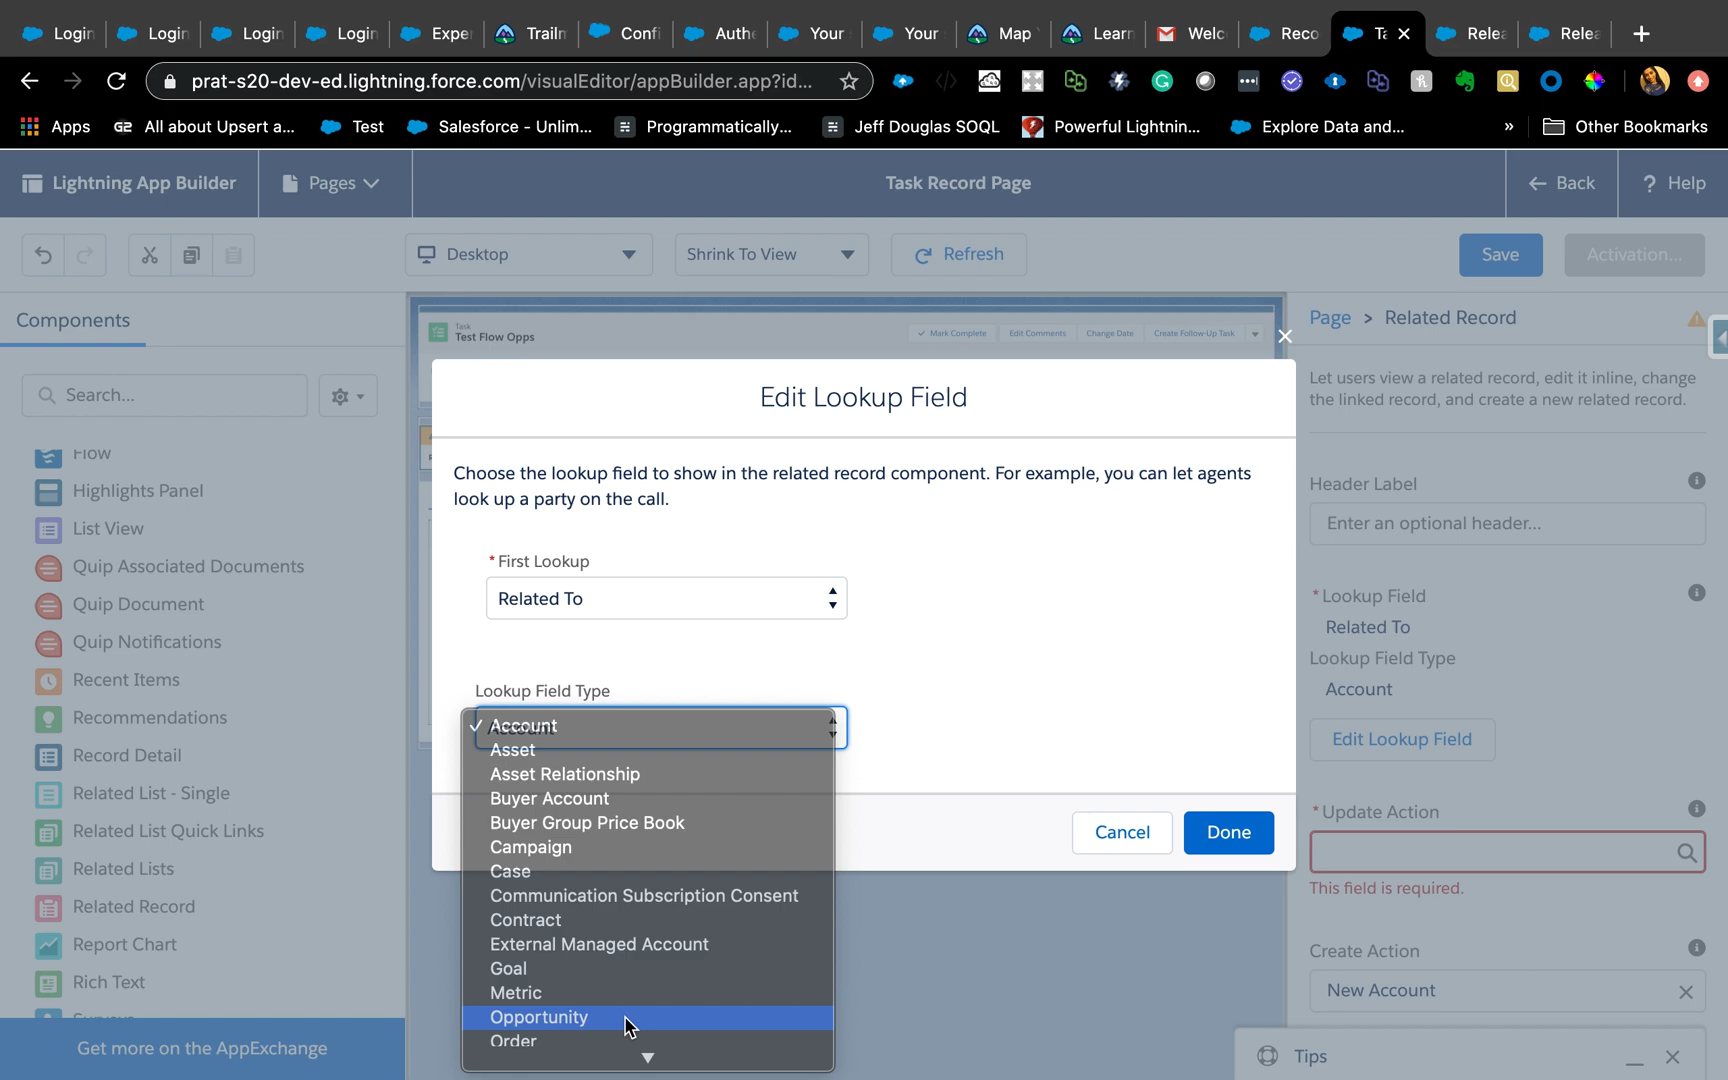 Login
Login
Login
Login
Expe
Trailm
Confi
Auth
Your
Your
Map
Learn
Welc
Reco
Ta
Relea
Relea
prat-s20-dev-ed.lightning.force.com/visualEditor/appBuilder.app?id...
Apps
G2 All about Upsert a...
Test
Salesforce - Unlim...
Programmatically...
Jeff Douglas SOQL
Powerful Lightnin...
Explore Data and...
»
Other Bookmarks
Lightning App Builder
Pages
Task Record Page
← Back
? Help
Desktop
Shrink To View
Refresh
Save
Activation...
Components
Search...
Flow
Highlights Panel
List View
Quip Associated Documents
Quip Document
Quip Notifications
Recent Items
Recommendations
Record Detail
Related List - Single
Related List Quick Links
Related Lists
Related Record
Report Chart
Rich Text
Get more on the AppExchange
Task
Test Flow Opps
Mark Complete
Edit Comments
Change Date
Create Follow-Up Task
Edit Lookup Field
Choose the lookup field to show in the related record component. For example, you can let agents
look up a party on the call.
* First Lookup
Related To
Lookup Field Type
✓ Account
Asset
Asset Relationship
Buyer Account
Buyer Group Price Book
Campaign
Case
Communication Subscription Consent
Contract
External Managed Account
Goal
Metric
Opportunity
Order
Cancel
Done
Page > Related Record
Let users view a related record, edit it inline, change
the linked record, and create a new related record.
Header Label
Enter an optional header...
* Lookup Field
Related To
Lookup Field Type
Account
Edit Lookup Field
* Update Action
This field is required.
Create Action
New Account
Tips